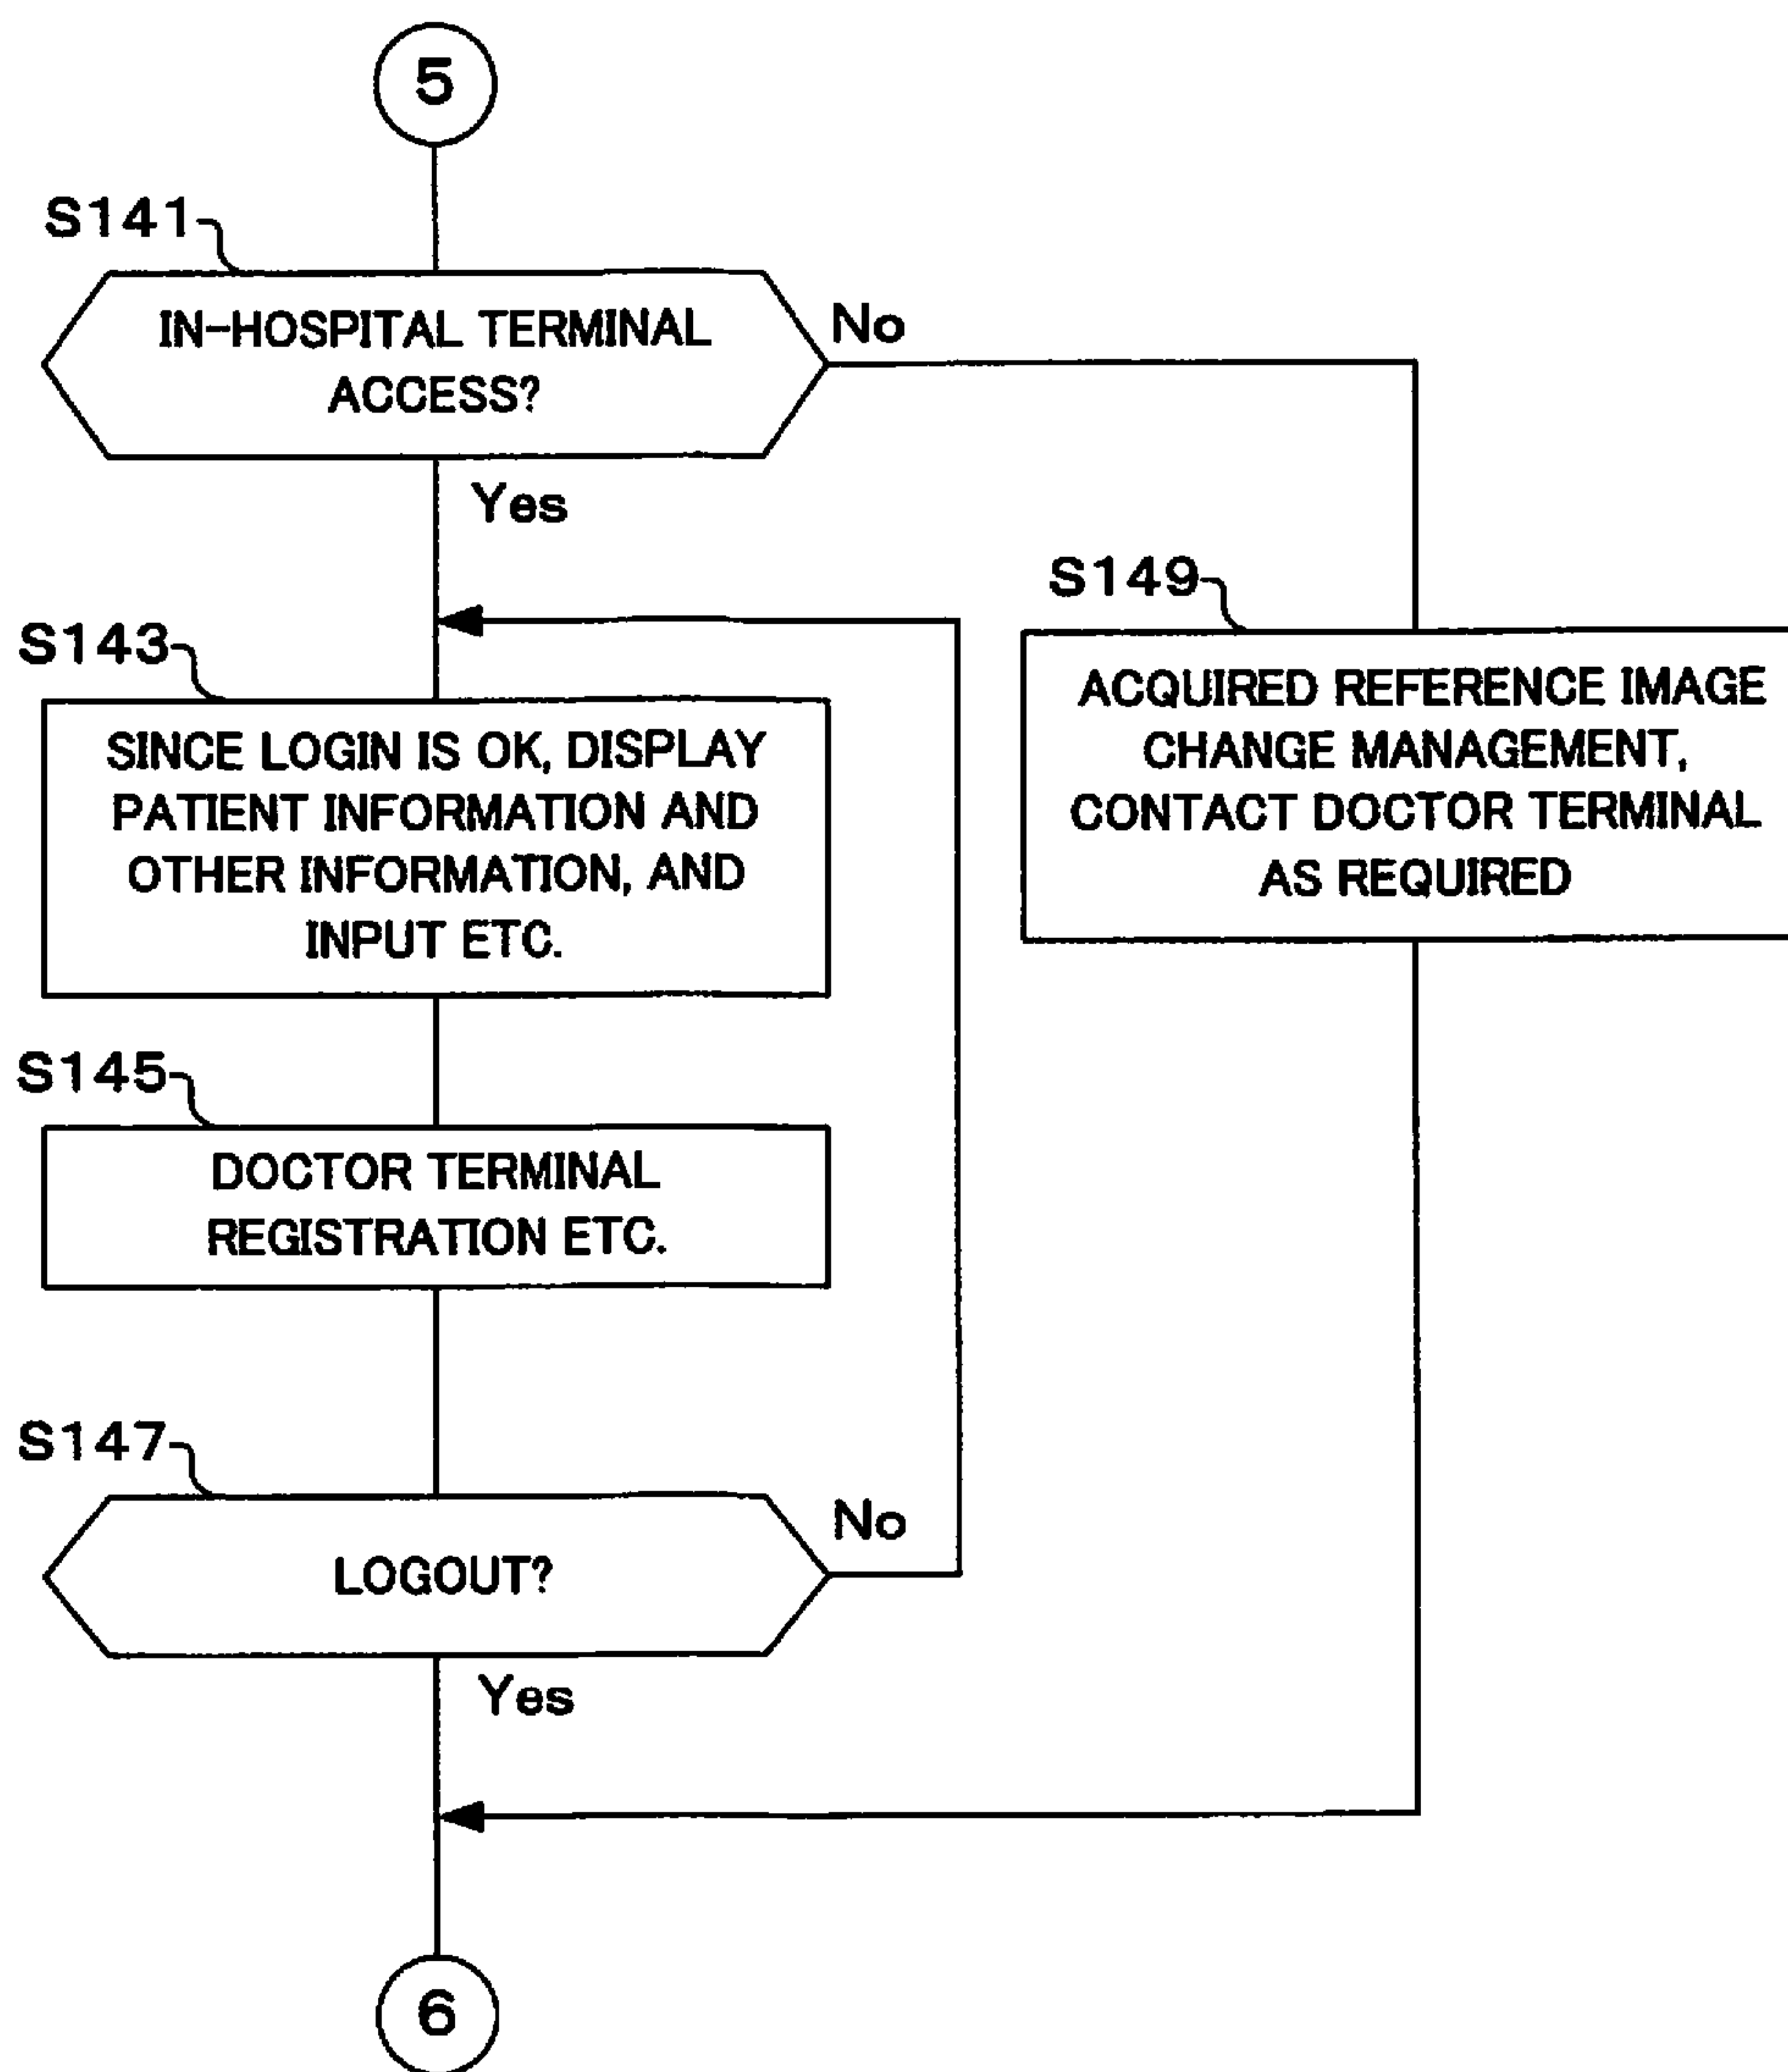 5
S141
IN-HOSPITAL TERMINAL
ACCESS?
No
Yes
S143
SINCE LOGIN IS OK, DISPLAY
PATIENT INFORMATION AND
OTHER INFORMATION, AND
INPUT ETC.
S149
ACQUIRED REFERENCE IMAGE
CHANGE MANAGEMENT,
CONTACT DOCTOR TERMINAL
AS REQUIRED
S145
DOCTOR TERMINAL
REGISTRATION ETC.
S147
LOGOUT?
No
Yes
6